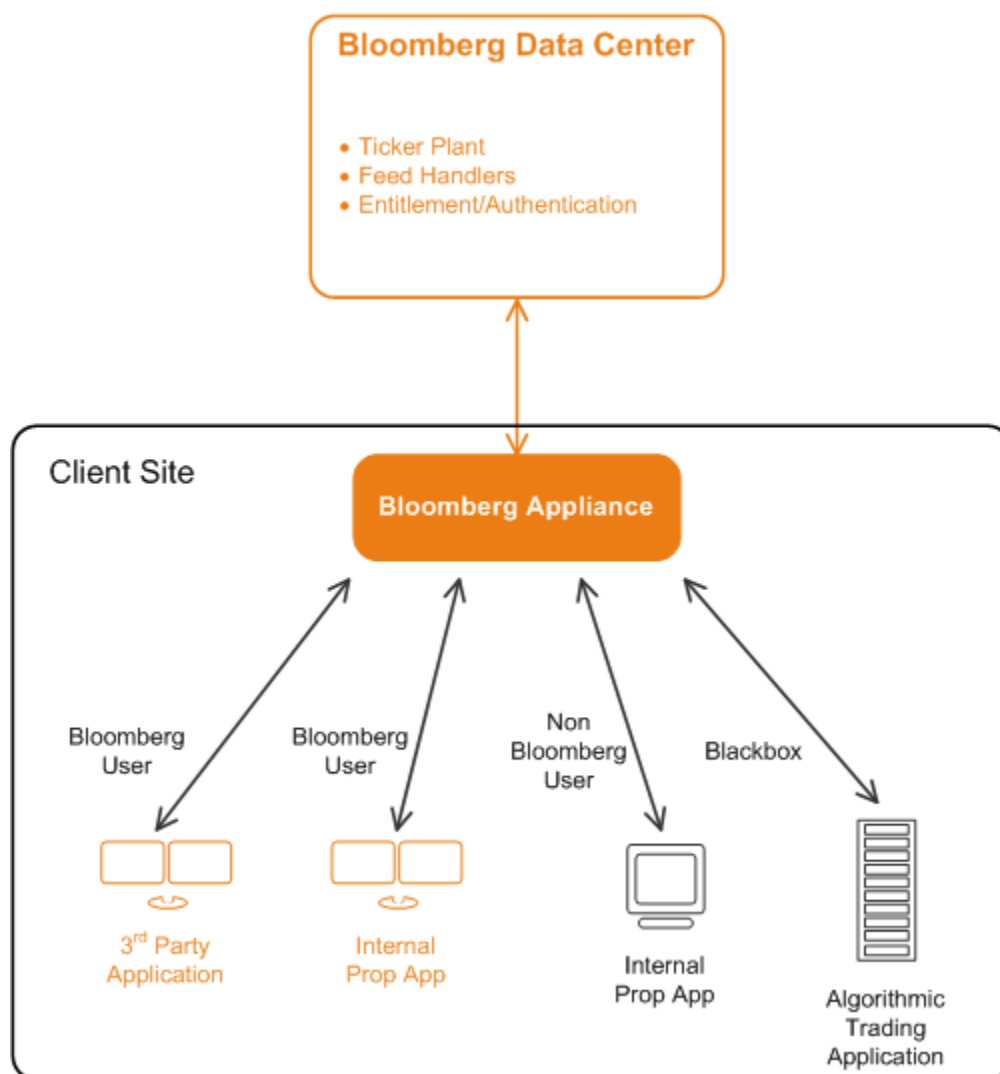 Bloomberg Data Center
• Ticker Plant
• Feed Handlers
• Entitlement/Authentication
Client Site
Bloomberg Appliance
Bloomberg
User
Bloomberg
User
Non
Bloomberg
User
Blackbox
3rd Party
Application
Internal
Prop App
Internal
Prop App
Algorithmic
Trading
Application